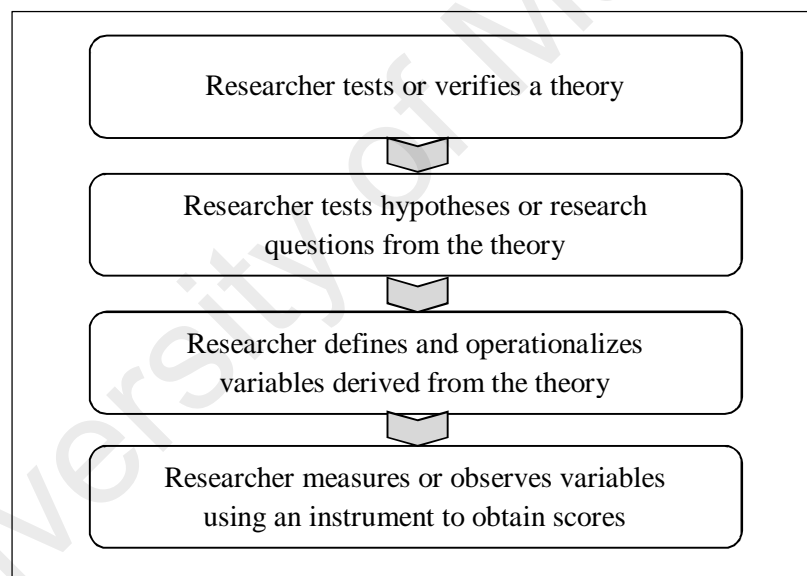 Researcher tests or verifies a theory
Researcher tests hypotheses or research
questions from the theory
Researcher defines and operationalizes
variables derived from the theory
Researcher measures or observes variables
using an instrument to obtain scores